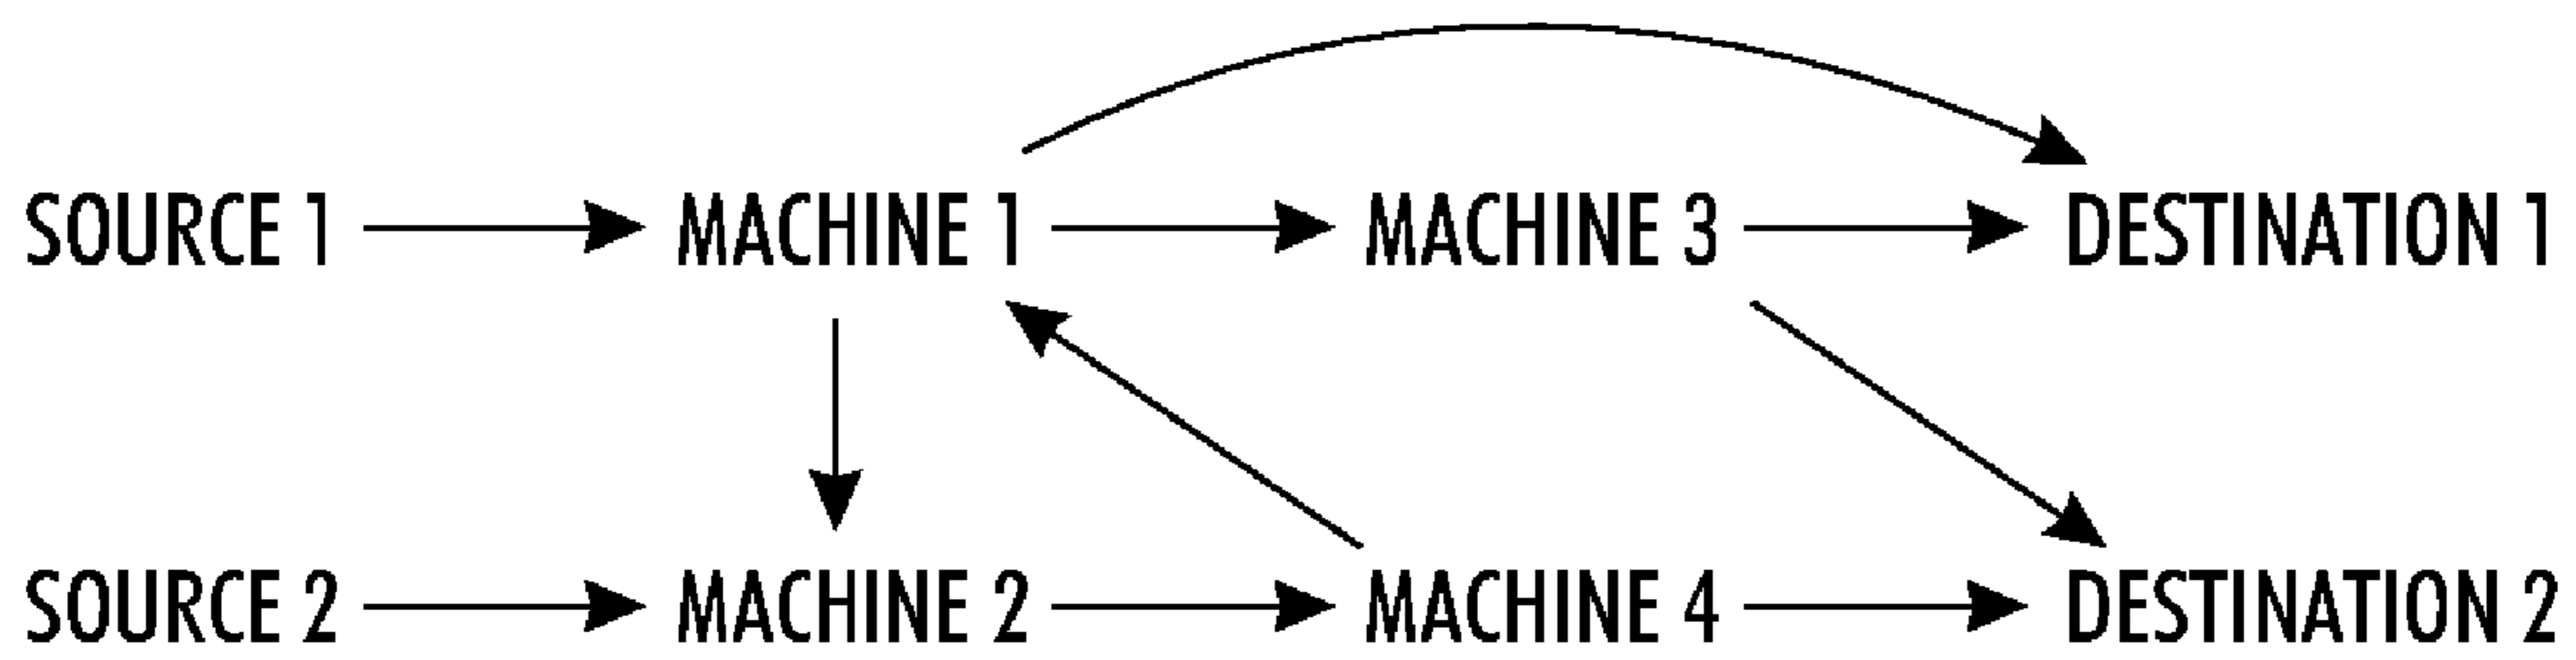 SOURCE 1 MACHINE 1 MACHINE 3 DESTINATION 1
SOURCE 2 MACHINE 2 MACHINE 4 DESTINATION 2